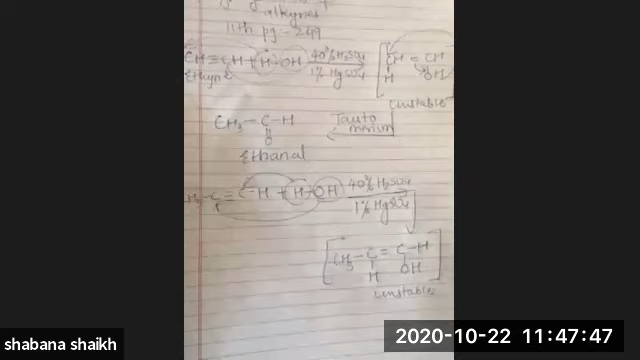 alkynes
11th pg - 249
CH ≡ CH + H - OH 40% H2SO4 CH = CH
1% HgSO4 H OH
Ethyne
unstable
CH3 - C - H Tauto
O merism
Ethanal
CH3 - C ≡ C - H + H - OH 40% H2SO4
1% HgSO4
CH3 - C = C - H
H OH
unstable
shabana shaikh
2020-10-22 11:47:47